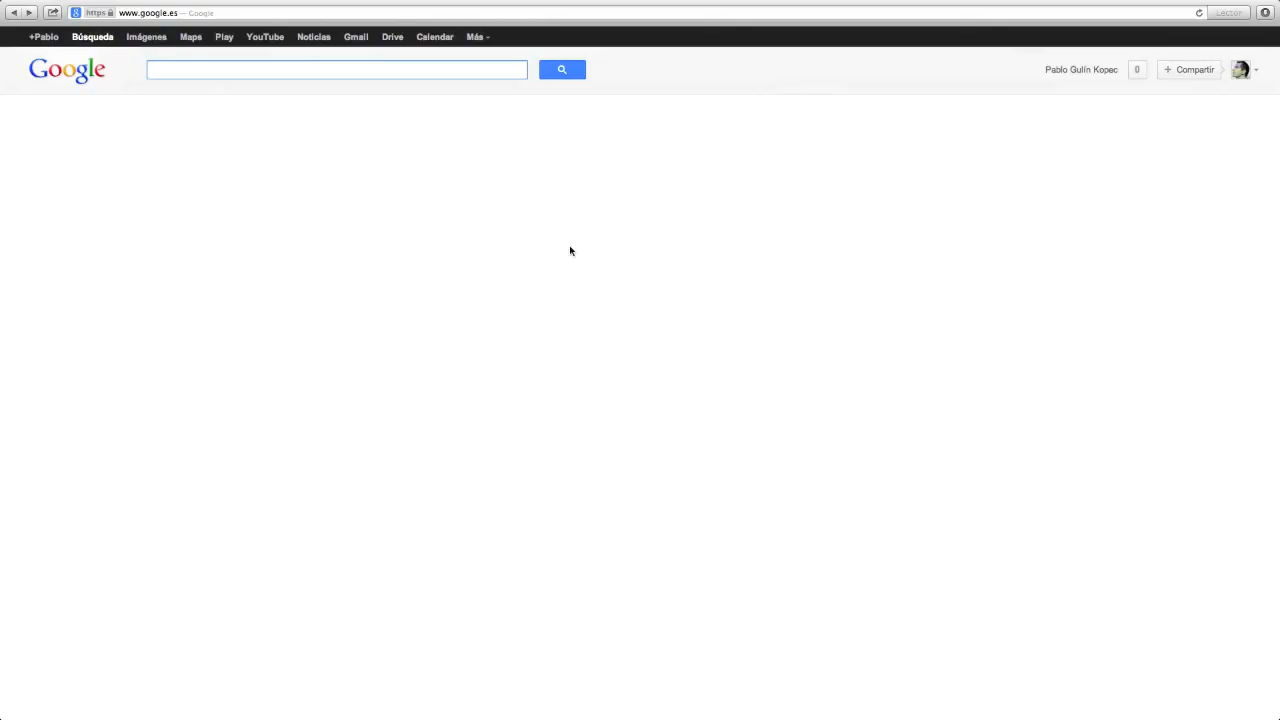 https www.google.es — Google Lector
+Pablo Búsqueda Imágenes Maps Play YouTube Noticias Gmail Drive Calendar Más
Google Pablo Gulín Kopec 0 + Compartir